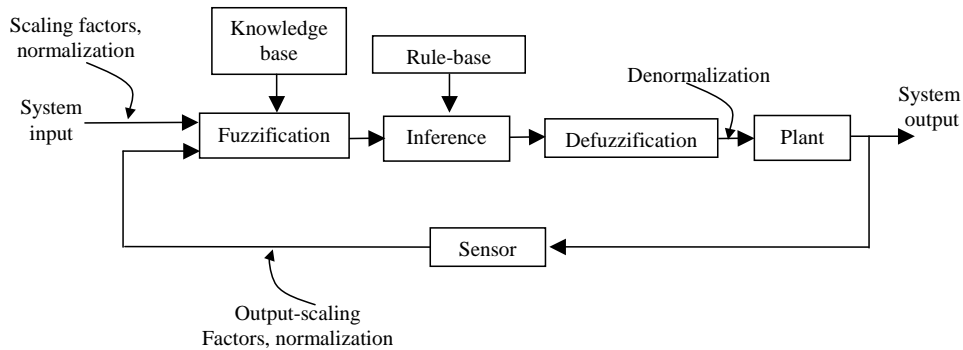 Scaling factors,
normalization
Knowledge
base
Rule-base
Denormalization
System
input
System
output
Fuzzification
Inference
Defuzzification
Plant
Sensor
Output-scaling
Factors, normalization